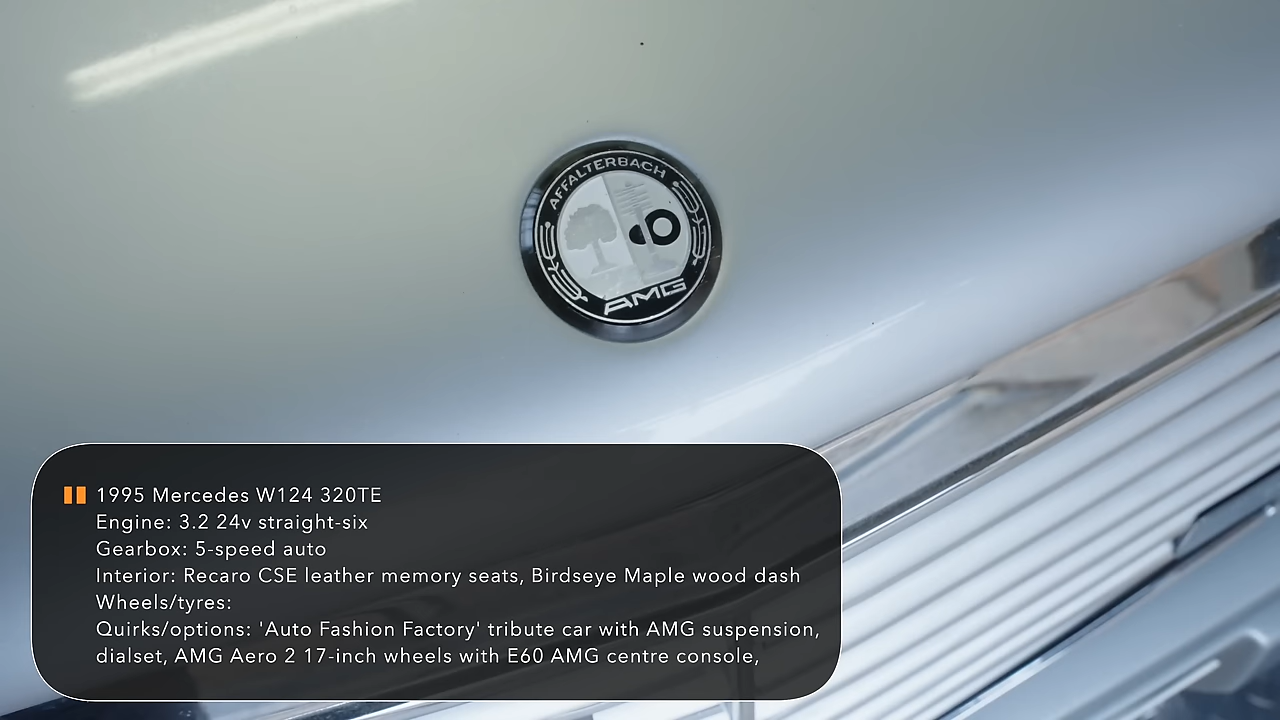 AFFALTERBACH
AMG
1995 Mercedes W124 320TE
Engine: 3.2 24v straight-six
Gearbox: 5-speed auto
Interior: Recaro CSE leather memory seats, Birdseye Maple wood dash
Wheels/tyres:
Quirks/options: 'Auto Fashion Factory' tribute car with AMG suspension,
dialset, AMG Aero 2 17-inch wheels with E60 AMG centre console,